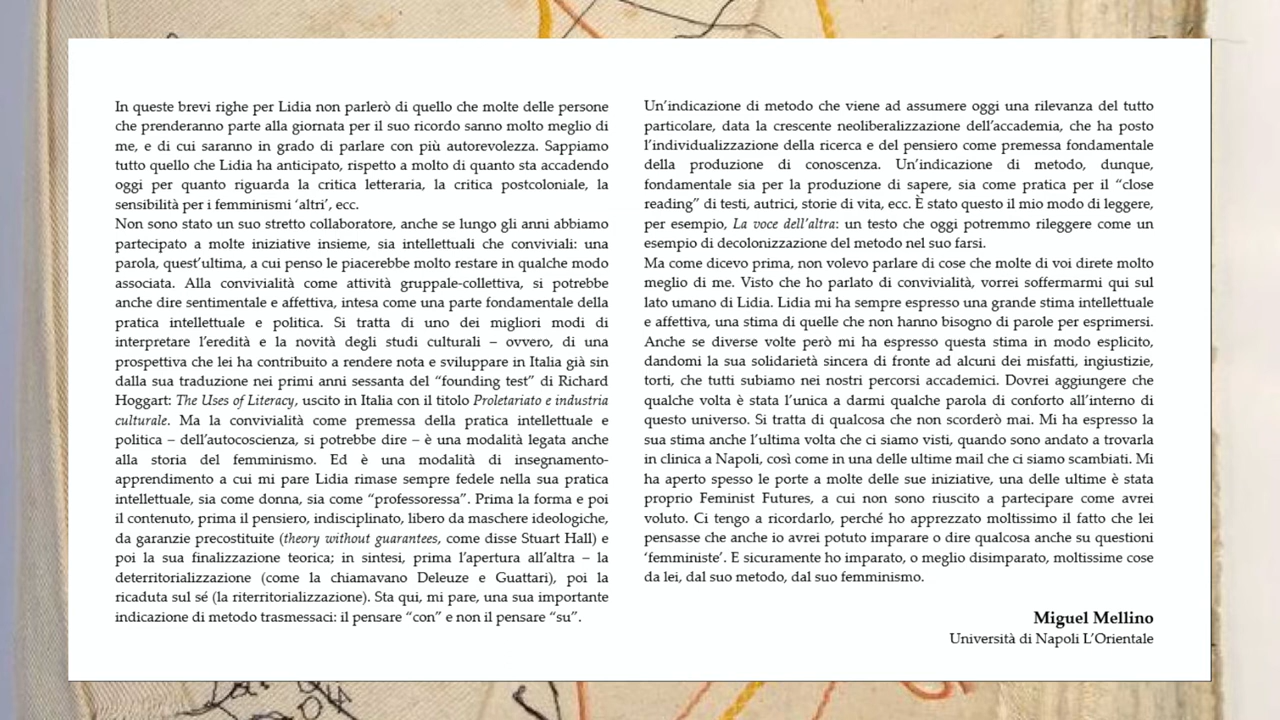 In queste brevi righe per Lidia non parlerò di quello che molte delle persone
che prenderanno parte alla giornata per il suo ricordo sanno molto meglio di
me, e di cui saranno in grado di parlare con più autorevolezza. Sappiamo
tutto quello che Lidia ha anticipato, rispetto a molto di quanto sta accadendo
oggi per quanto riguarda la critica letteraria, la critica postcoloniale, la
sensibilità per i femminismi ‘altri’, ecc.
Non sono stato un suo stretto collaboratore, anche se lungo gli anni abbiamo
partecipato a molte iniziative insieme, sia intellettuali che conviviali: una
parola, quest’ultima, a cui penso le piacerebbe molto restare in qualche modo
associata. Alla convivialità come attività gruppale-collettiva, si potrebbe
anche dire sentimentale e affettiva, intesa come una parte fondamentale della
pratica intellettuale e politica. Si tratta di uno dei migliori modi di
interpretare l’eredità e la novità degli studi culturali – ovvero, di una
prospettiva che lei ha contribuito a rendere nota e sviluppare in Italia già sin
dalla sua traduzione nei primi anni sessanta del “founding test” di Richard
Hoggart: The Uses of Literacy, uscito in Italia con il titolo Proletariato e industria
culturale. Ma la convivialità come premessa della pratica intellettuale e
politica – dell’autocoscienza, si potrebbe dire – è una modalità legata anche
alla storia del femminismo. Ed è una modalità di insegnamento-
apprendimento a cui mi pare Lidia rimase sempre fedele nella sua pratica
intellettuale, sia come donna, sia come “professoressa”. Prima la forma e poi
il contenuto, prima il pensiero, indisciplinato, libero da maschere ideologiche,
da garanzie precostituite (theory without guarantees, come disse Stuart Hall) e
poi la sua finalizzazione teorica; in sintesi, prima l’apertura all’altra – la
deterritorializzazione (come la chiamavano Deleuze e Guattari), poi la
ricaduta sul sé (la riterritorializzazione). Sta qui, mi pare, una sua importante
indicazione di metodo trasmessaci: il pensare “con” e non il pensare “su”.
Un’indicazione di metodo che viene ad assumere oggi una rilevanza del tutto
particolare, data la crescente neoliberalizzazione dell’accademia, che ha posto
l’individualizzazione della ricerca e del pensiero come premessa fondamentale
della produzione di conoscenza. Un’indicazione di metodo, dunque,
fondamentale sia per la produzione di sapere, sia come pratica per il “close
reading” di testi, autrici, storie di vita, ecc. È stato questo il mio modo di leggere,
per esempio, La voce dell’altra: un testo che oggi potremmo rileggere come un
esempio di decolonizzazione del metodo nel suo farsi.
Ma come dicevo prima, non volevo parlare di cose che molte di voi direte molto
meglio di me. Visto che ho parlato di convivialità, vorrei soffermarmi qui sul
lato umano di Lidia. Lidia mi ha sempre espresso una grande stima intellettuale
e affettiva, una stima di quelle che non hanno bisogno di parole per esprimersi.
Anche se diverse volte però mi ha espresso questa stima in modo esplicito,
dandomi la sua solidarietà sincera di fronte ad alcuni dei misfatti, ingiustizie,
torti, che tutti subiamo nei nostri percorsi accademici. Dovrei aggiungere che
qualche volta è stata l’unica a darmi qualche parola di conforto all’interno di
questo universo. Si tratta di qualcosa che non scorderò mai. Mi ha espresso la
sua stima anche l’ultima volta che ci siamo visti, quando sono andato a trovarla
in clinica a Napoli, così come in una delle ultime mail che ci siamo scambiati. Mi
ha aperto spesso le porte a molte delle sue iniziative, una delle ultime è stata
proprio Feminist Futures, a cui non sono riuscito a partecipare come avrei
voluto. Ci tengo a ricordarlo, perché ho apprezzato moltissimo il fatto che lei
pensasse che anche io avrei potuto imparare o dire qualcosa anche su questioni
‘femministe’. E sicuramente ho imparato, o meglio disimparato, moltissime cose
da lei, dal suo metodo, dal suo femminismo.
Miguel Mellino
Università di Napoli L’Orientale